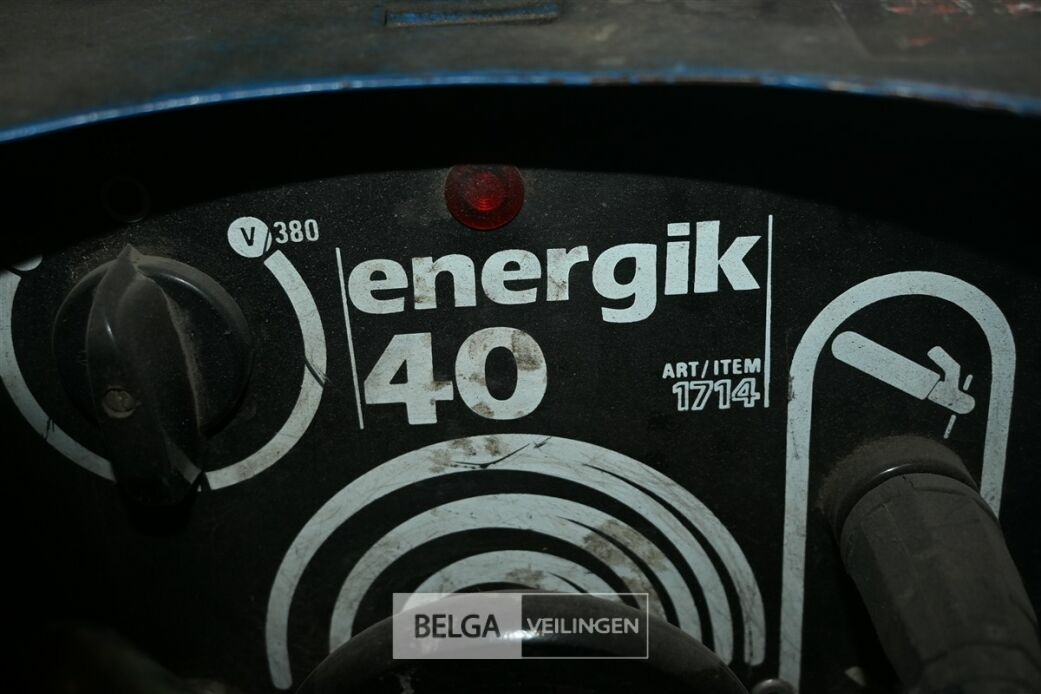 V 380
energik
40
ART/ITEM
1714
BELGA VEILINGEN